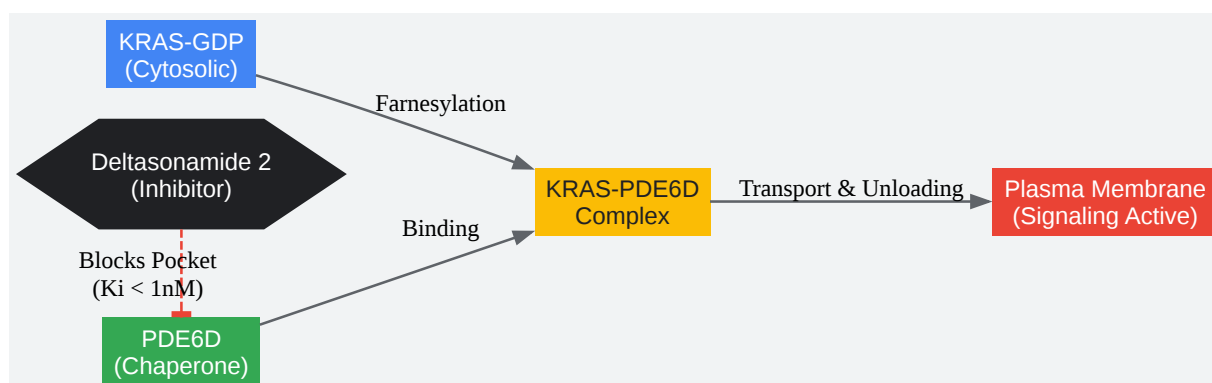 KRAS-GDP
(Cytosolic)
Farnesylation
Deltasonamide 2
(Inhibitor)
KRAS-PDE6D
Complex
Transport & Unloading
Plasma Membrane
(Signaling Active)
Binding
Blocks Pocket
(Ki < 1nM)
PDE6D
(Chaperone)